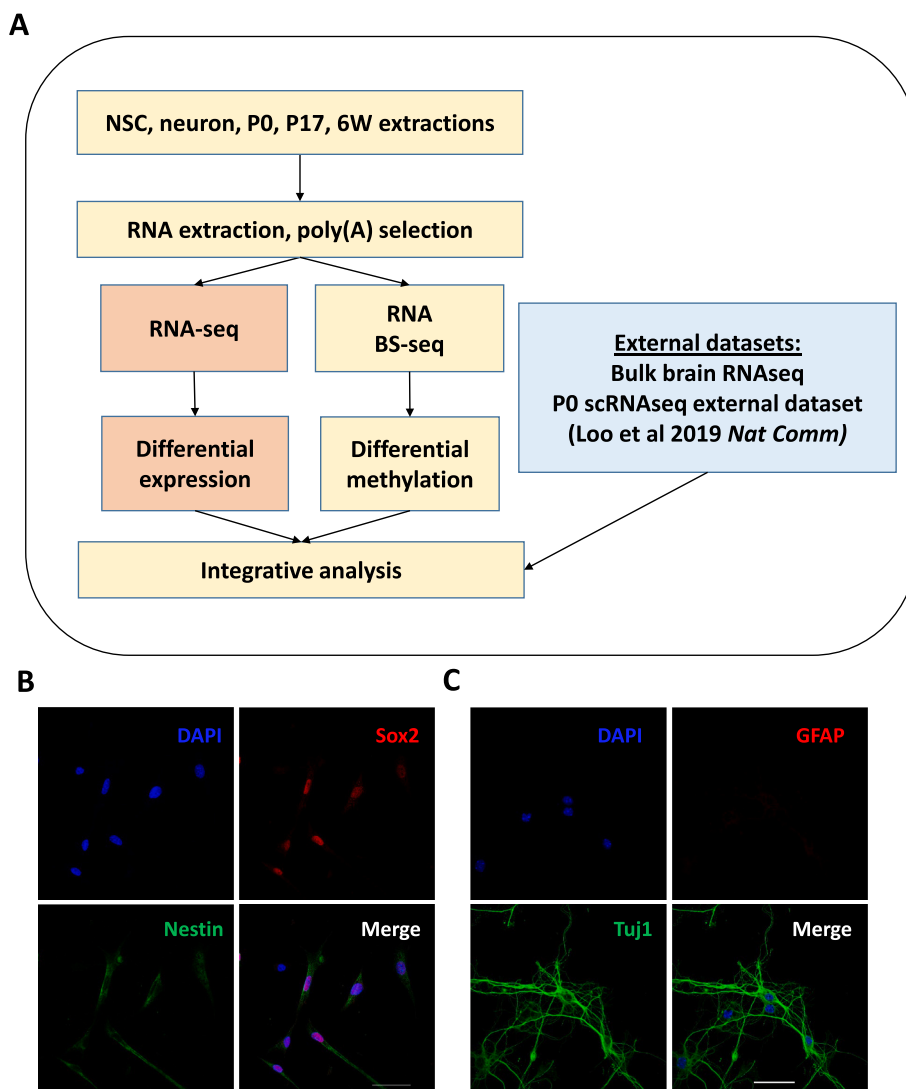 A
NSC, neuron, P0, P17, 6W extractions
RNA extraction, poly(A) selection
RNA-seq
RNA
BS-seq
External datasets:
Bulk brain RNAseq
P0 scRNAseq external dataset
(Loo et al 2019 Nat Comm)
Differential
expression
Differential
methylation
Integrative analysis
B
DAPI
Sox2
Nestin
Merge
C
DAPI
GFAP
Tuj1
Merge